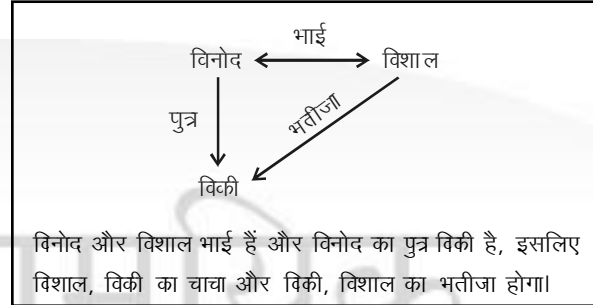 भाई
विनोद विशाल
पुत्र भतीजा
विकी
विनोद और विशाल भाई हैं और विनोद का पुत्र विकी है, इसलिए
विशाल, विकी का चाचा और विकी, विशाल का भतीजा होगा।